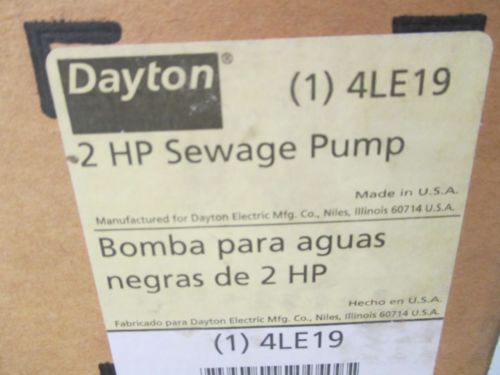 Dayton®
(1) 4LE19
2 HP Sewage Pump
Made in U.S.A.
Manufactured for Dayton Electric Mfg. Co., Niles, Illinois 60714 U.S.A.
Bomba para aguas
negras de 2 HP
Hecho en U.S.A.
Fabricado para Dayton Electric Mfg. Co., Niles, Illinois 60714 U.S.A.
(1) 4LE19